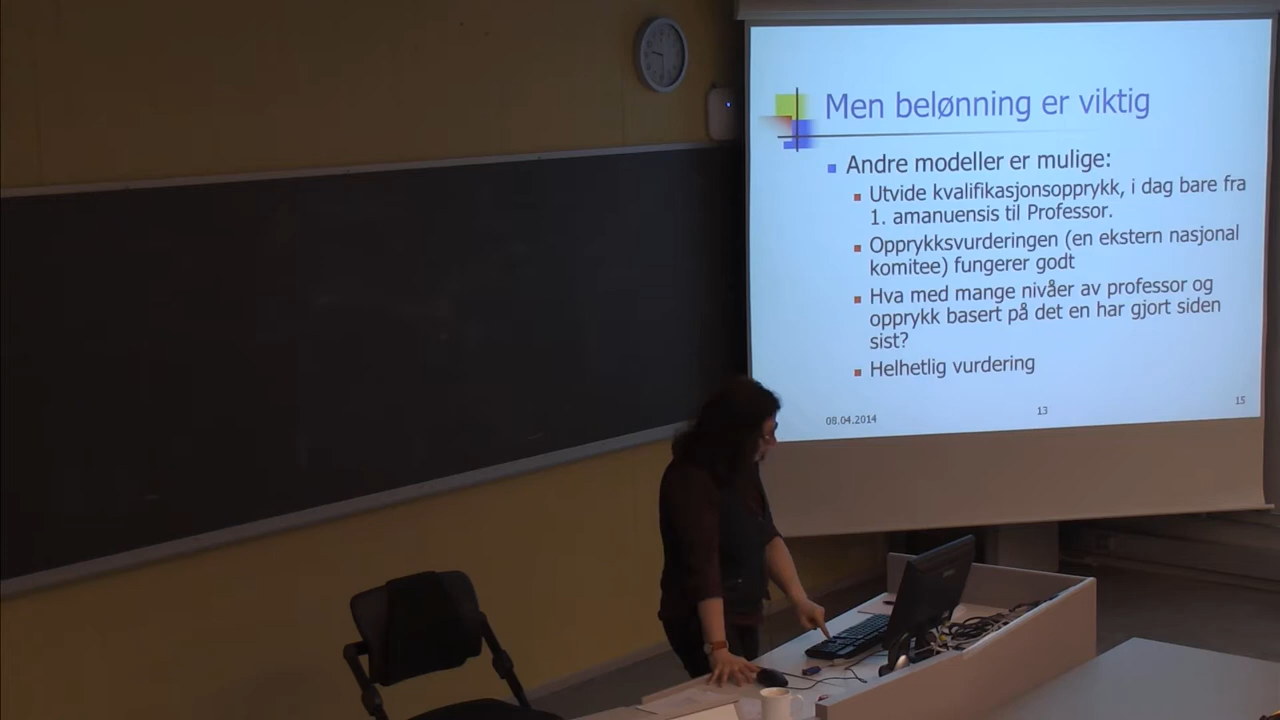 Men belønning er viktig
Andre modeller er mulige:
Utvide kvalifikasjonsopprykk, i dag bare fra
1. amanuensis til Professor.
Opprykksvurderingen (en ekstern nasjonal
komitee) fungerer godt
Hva med mange nivåer av professor og
opprykk basert på det en har gjort siden
sist?
Helhetlig vurdering
08.04.2014
13
15